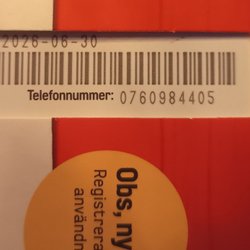 2026-06-30
Telefonnummer: 0760984405
Obs, ny
Registrera
användn